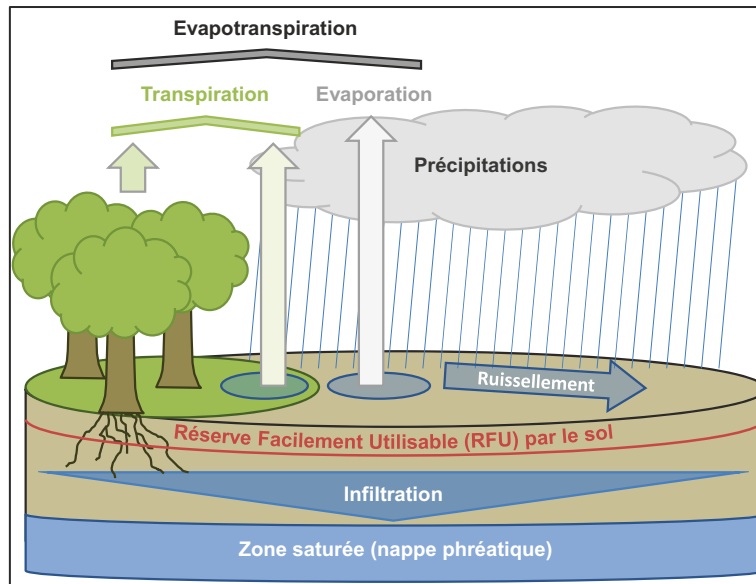 Evapotranspiration
Transpiration
Evaporation
Précipitations
Ruissellement
Réserve Facilement Utilisable (RFU) par le sol
Infiltration
Zone saturée (nappe phréatique)